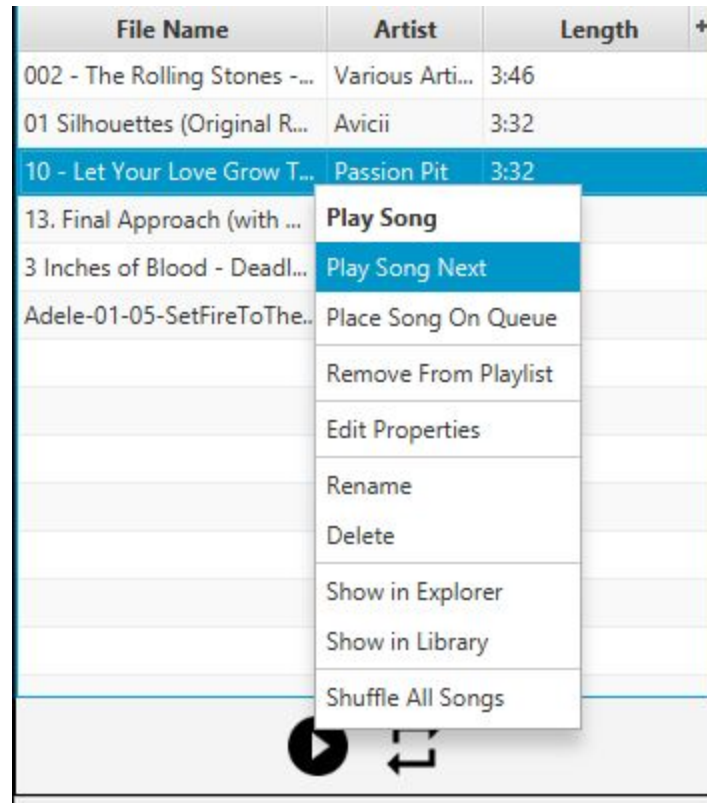 File Name Artist Length +
002 - The Rolling Stones -... Various Arti... 3:46
01 Silhouettes (Original R... Avicii 3:32
10 - Let Your Love Grow T... Passion Pit 3:32
13. Final Approach (with ...
3 Inches of Blood - Deadl...
Adele-01-05-SetFireToThe..
Play Song
Play Song Next
Place Song On Queue
Remove From Playlist
Edit Properties
Rename
Delete
Show in Explorer
Show in Library
Shuffle All Songs